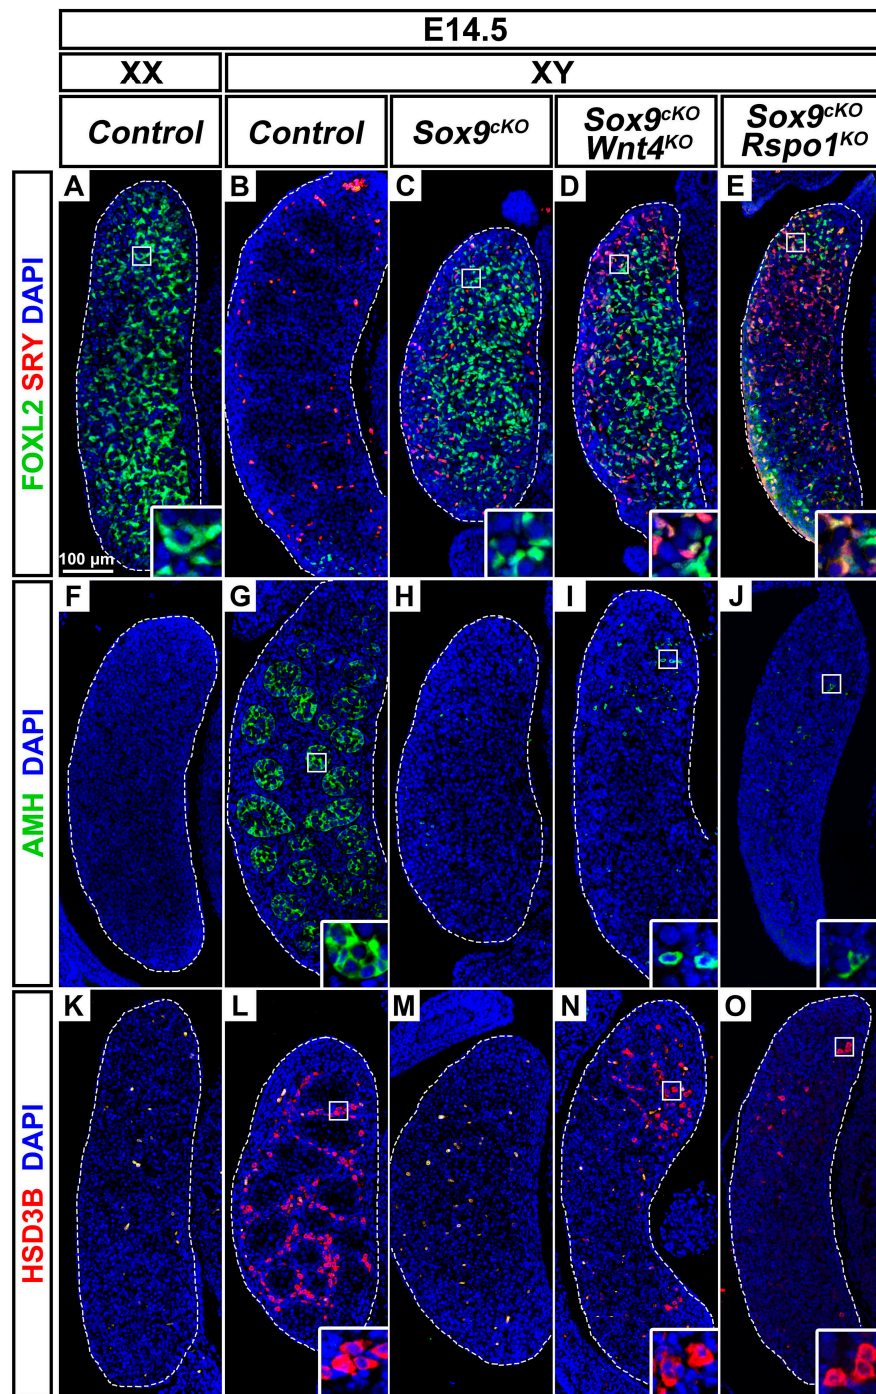 E14.5
XX
XY
Control
Control
Sox9cKO
Sox9cKO
Wnt4KO
Sox9cKO
Rspo1KO
FOXL2 SRY DAPI
A
B
C
D
E
100 µm
AMH DAPI
F
G
H
I
J
HSD3B DAPI
K
L
M
N
O